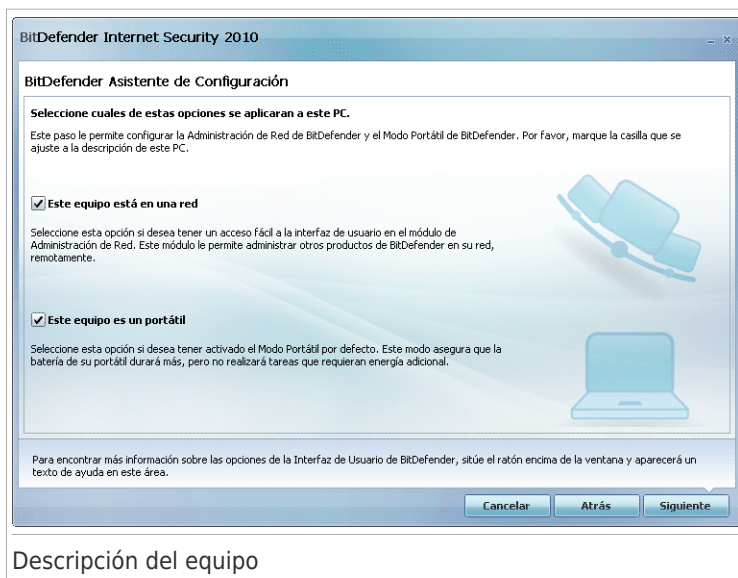 BitDefender Internet Security 2010
BitDefender Asistente de Configuración
Seleccione cuales de estas opciones se aplicaran a este PC.
Este paso le permite configurar la Administración de Red de BitDefender y el Modo Portátil de BitDefender. Por favor, marque la casilla que se
ajuste a la descripción de este PC.
Este equipo está en una red
Seleccione esta opción si desea tener un acceso fácil a la interfaz de usuario en el módulo de
Administración de Red. Este módulo le permite administrar otros productos de BitDefender en su red,
remotamente.
Este equipo es un portátil
Seleccione esta opción si desea tener activado el Modo Portátil por defecto. Este modo asegura que la
batería de su portátil durará más, pero no realizará tareas que requieran energía adicional.
Para encontrar más información sobre las opciones de la Interfaz de Usuario de BitDefender, sitúe el ratón encima de la ventana y aparecerá un
texto de ayuda en este área.
Cancelar Atrás Siguiente
Descripción del equipo